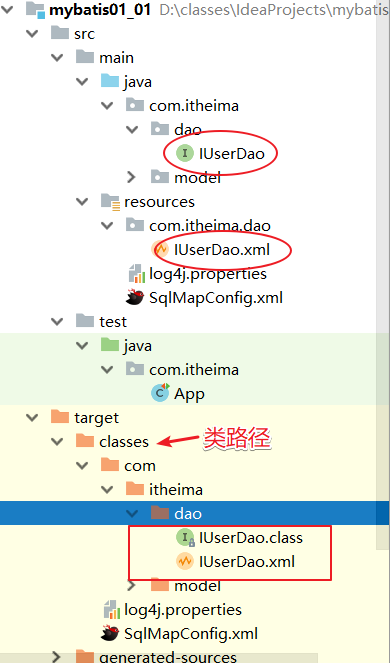 mybatis01_01 D:\classes\IdeaProjects\mybatis
src
main
java
com.itheima
dao
IUserDao
model
resources
com.itheima.dao
IUserDao.xml
log4j.properties
SqlMapConfig.xml
test
java
com.itheima
App
target
classes 类路径
com
itheima
dao
IUserDao.class
IUserDao.xml
model
log4j.properties
SqlMapConfig.xml
generated-sources